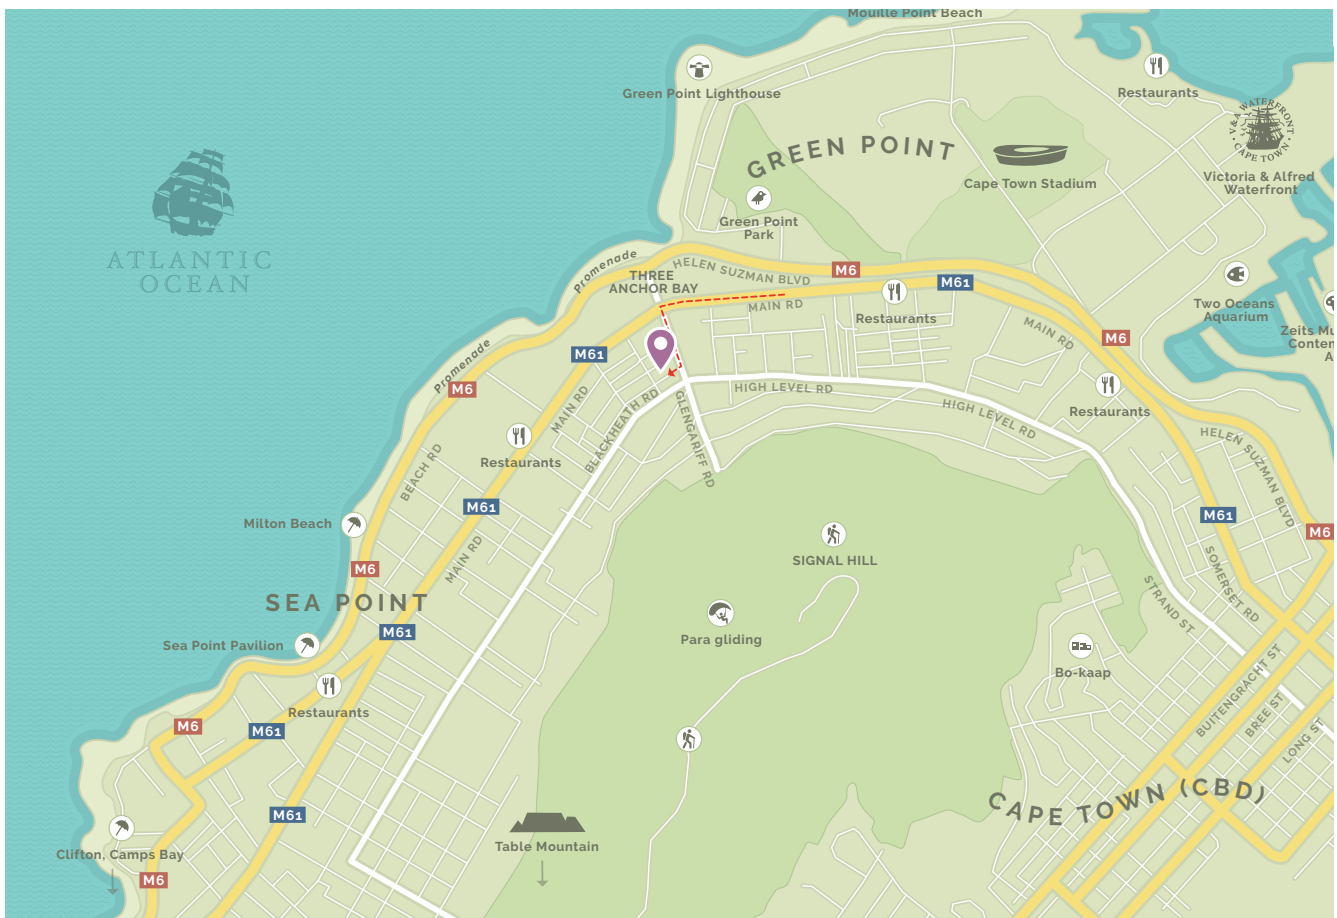 Mouille Point Beach
Green Point Lighthouse
Restaurants
V&A WATERFRONT
CAPE TOWN
GREEN POINT
Cape Town Stadium
Victoria & Alfred
Waterfront
Green Point
Park
ATLANTIC
OCEAN
Promenade
HELEN SUZMAN BLVD
M6
THREE
ANCHOR BAY
M61
MAIN RD
Restaurants
Two Oceans
Aquarium
MAIN RD
M6
M61
Promenade
M6
HIGH LEVEL RD
HIGH LEVEL RD
Restaurants
MAIN RD
BLACKHEATH RD
GLENGARIFF RD
Restaurants
HELEN SUZMAN BLVD
BEACH RD
M61
M61
M6
Milton Beach
MAIN RD
SIGNAL HILL
M6
SOMERSET RD
STRAND ST
SEA POINT
M61
Para gliding
Sea Point Pavilion
Bo-kaap
BUITENGRACHT ST
BREE ST
LONG ST
Restaurants
M6
M61
CAPE TOWN (CBD)
M61
Table Mountain
Clifton, Camps Bay
M6